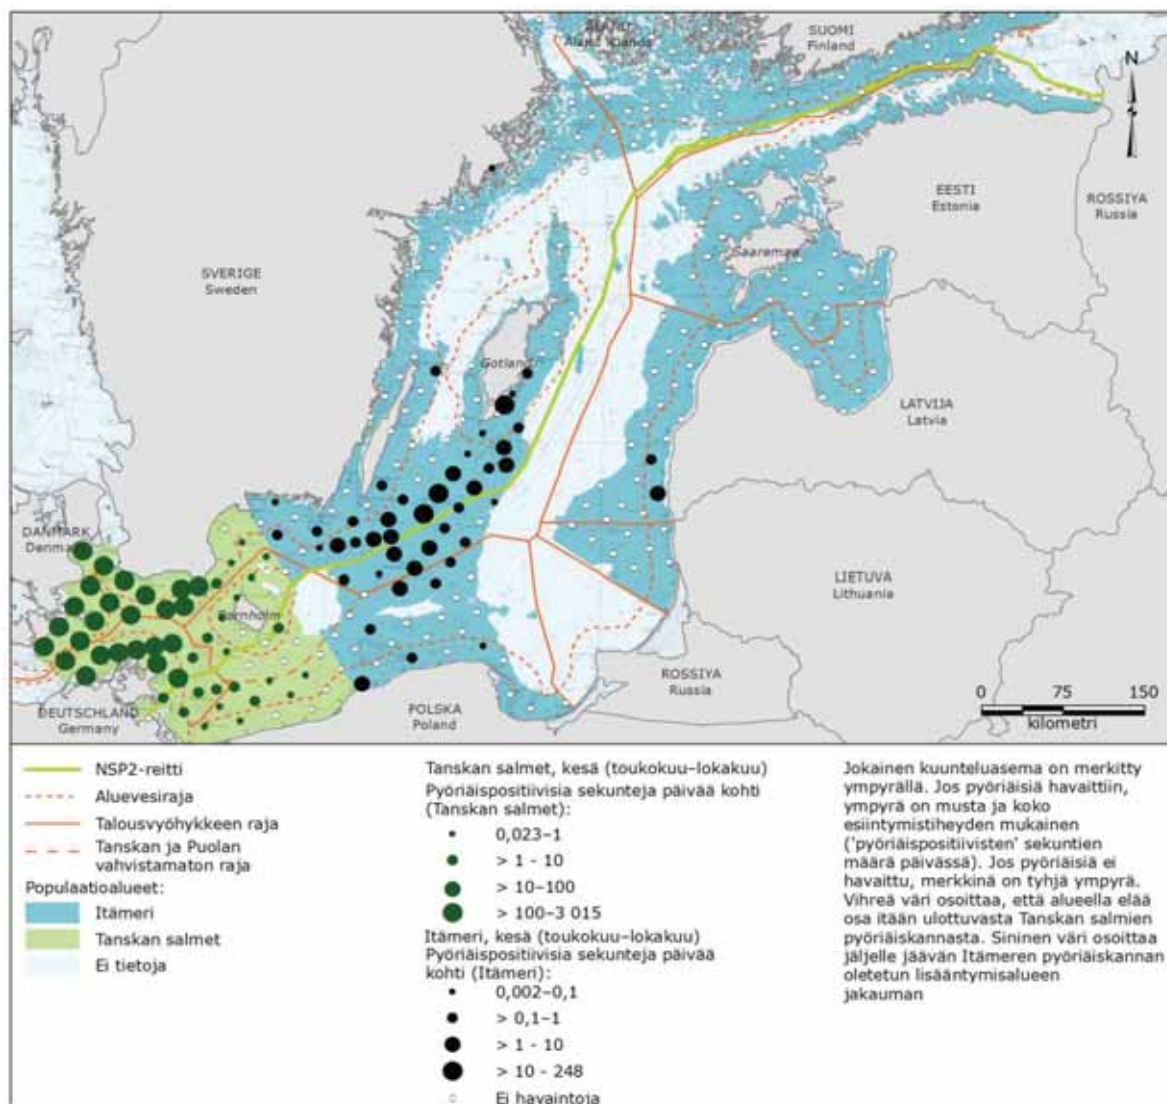 Åland Islands
SUOMI
Finland
N
EESTI
Estonia
ROSSIYA
Russia
SVERIGE
Sweden
Saaremaa
Gotland
LATVIJA
Latvia
DANMARK
Denmark
LIETUVA
Lithuania
Bornholm
ROSSIYA
Russia
DEUTSCHLAND
Germany
POLSKA
Poland
0 75 150
kilometri
NSP2-reitti
Aluevesiraja
Talousvyöhykkeen raja
Tanskan ja Puolan
vahvistamaton raja
Populaatioalueet:
Itämeri
Tanskan salmet
Ei tietoja
Tanskan salmet, kesä (toukokuu–lokakuu)
Pyöriäispositiivisia sekunteja päivää kohti
(Tanskan salmet):
0,023–1
> 1 - 10
> 10–100
> 100–3 015
Itämeri, kesä (toukokuu–lokakuu)
Pyöriäispositiivisia sekunteja päivää
kohti (Itämeri):
0,002–0,1
> 0,1–1
> 1 - 10
> 10 - 248
Ei havaintoja
Jokainen kuunteluasema on merkitty
ympyrällä. Jos pyöriäisiä havaittiin,
ympyrä on musta ja koko
esiintymistiheyden mukainen
('pyöriäispositiivisten' sekuntien
määrä päivässä). Jos pyöriäisiä ei
havaittu, merkkinä on tyhjä ympyrä.
Vihreä väri osoittaa, että alueella elää
osa itään ulottuvasta Tanskan salmien
pyöriäiskannasta. Sininen väri osoittaa
jäljelle jäävän Itämeren pyöriäiskannan
oletetun lisääntymisalueen
jakauman